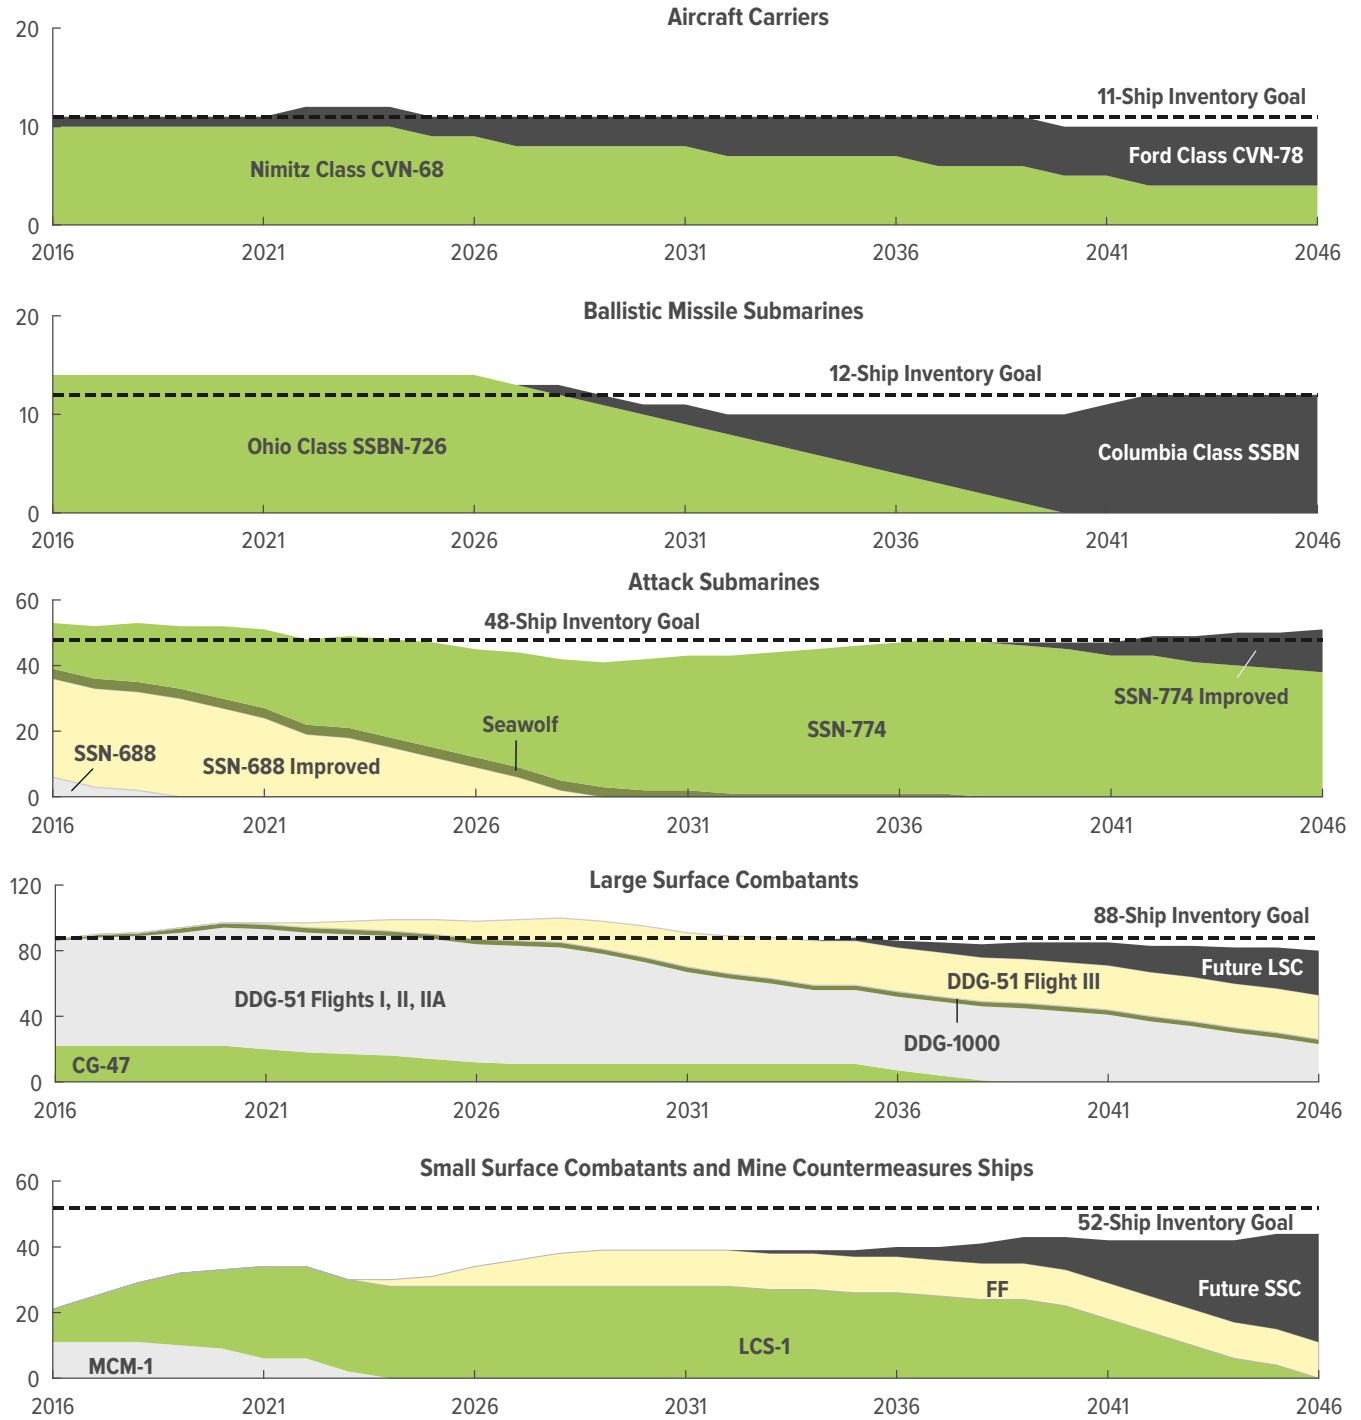 Aircraft Carriers
20
11-Ship Inventory Goal
10
Ford Class CVN-78
Nimitz Class CVN-68
0
2016 2021 2026 2031 2036 2041 2046
Ballistic Missile Submarines
20
12-Ship Inventory Goal
10
Ohio Class SSBN-726
Columbia Class SSBN
0
2016 2021 2026 2031 2036 2041 2046
Attack Submarines
60
48-Ship Inventory Goal
40
SSN-774 Improved
Seawolf
SSN-774
20
SSN-688
SSN-688 Improved
0
2016 2021 2026 2031 2036 2041 2046
Large Surface Combatants
120
88-Ship Inventory Goal
80
Future LSC
DDG-51 Flight III
DDG-51 Flights I, II, IIA
40
DDG-1000
CG-47
0
2016 2021 2026 2031 2036 2041 2046
Small Surface Combatants and Mine Countermeasures Ships
60
52-Ship Inventory Goal
40
FF
Future SSC
20
LCS-1
MCM-1
0
2016 2021 2026 2031 2036 2041 2046